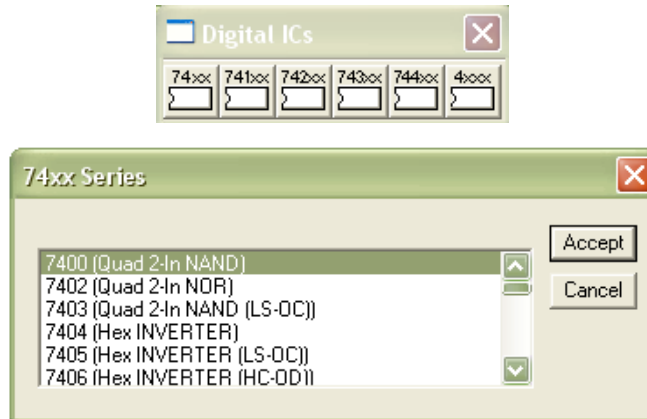 Digital ICs
74xx 741xx 742xx 743xx 744xx 4xxx
74xx Series
7400 (Quad 2-In NAND)
7402 (Quad 2-In NOR)
7403 (Quad 2-In NAND (LS-OC))
7404 (Hex INVERTER)
7405 (Hex INVERTER (LS-OC))
7406 (Hex INVERTER (HC-OD))
Accept
Cancel